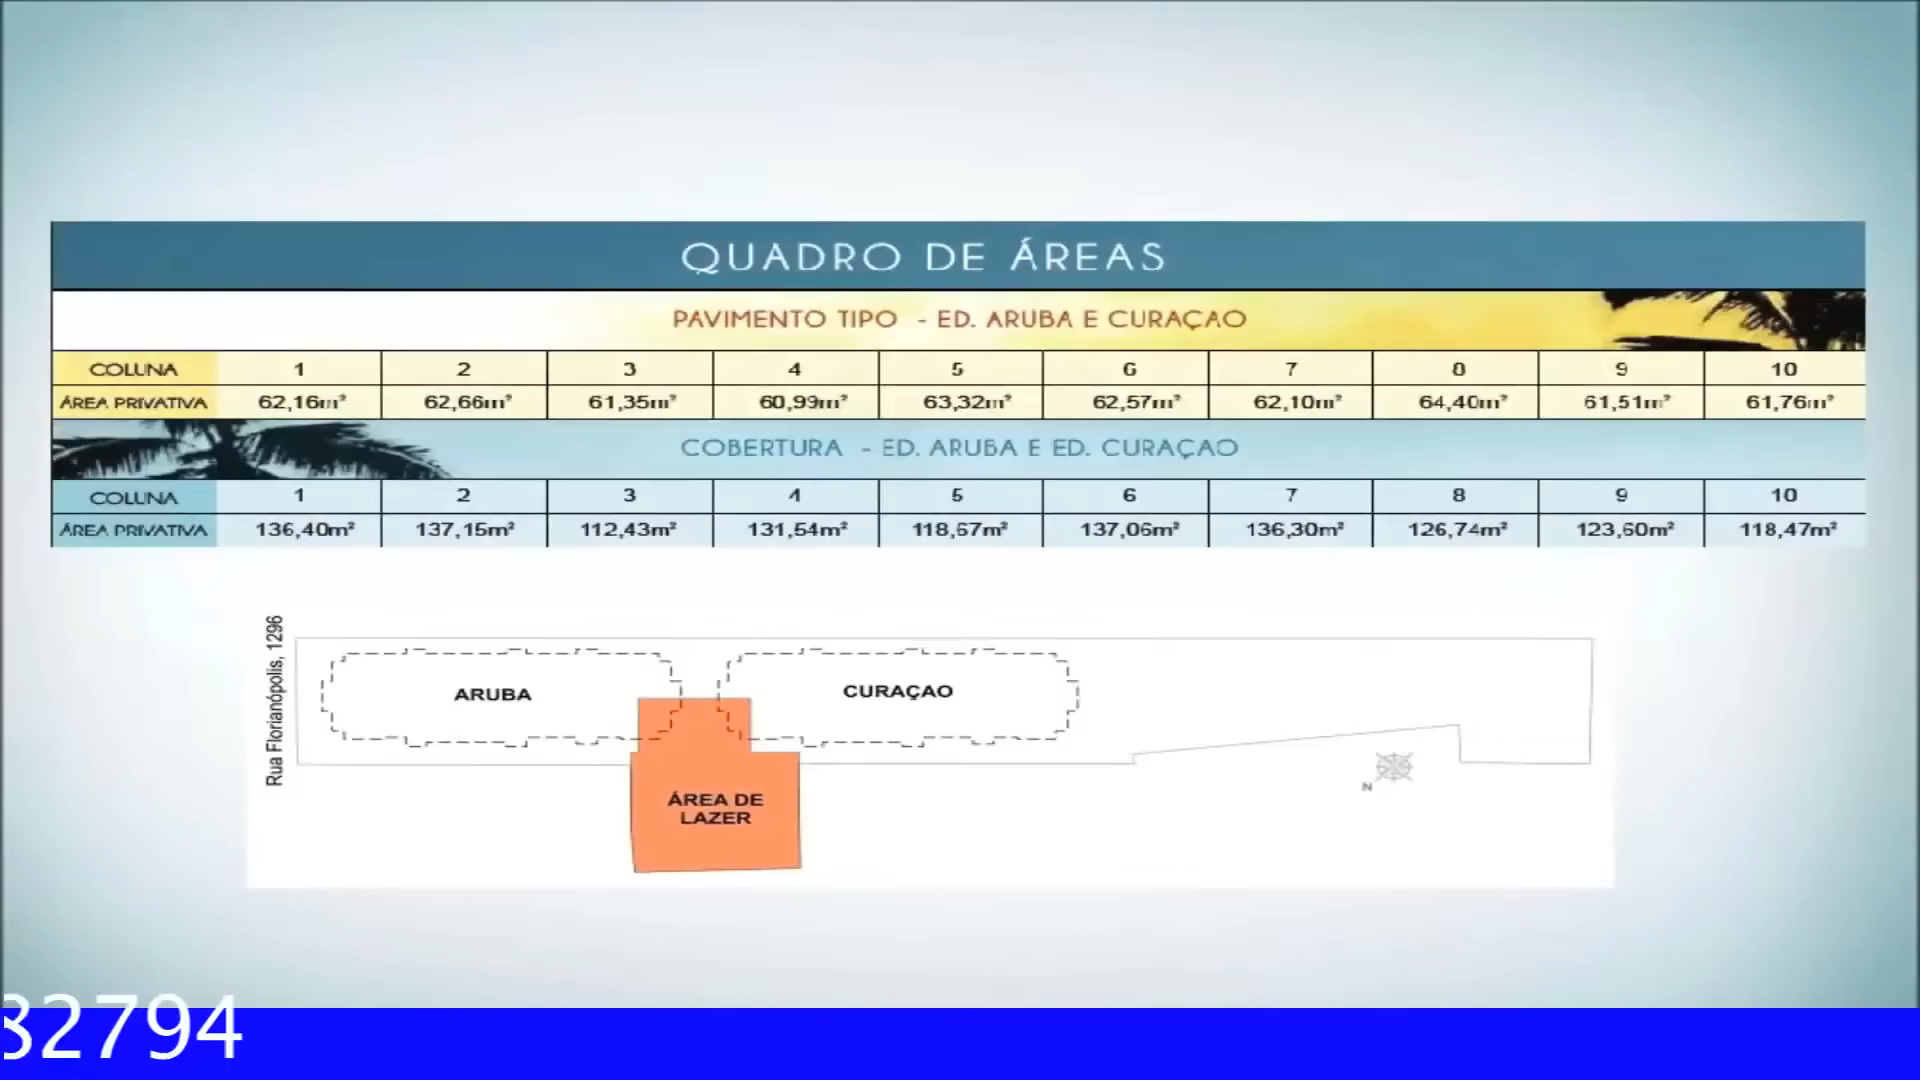 QUADRO DE ÁREAS
PAVIMENTO TIPO - ED. ARUBA E CURAÇAO
COLUNA 1 2 3 4 5 6 7 8 9 10
ÁREA PRIVATIVA 62,16m² 62,66m² 61,35m² 60,99m² 63,32m² 62,57m² 62,10m² 64,40m² 61,51m² 61,76m²
COBERTURA - ED. ARUBA E ED. CURAÇAO
COLUNA 1 2 3 4 5 6 7 8 9 10
ÁREA PRIVATIVA 136,40m² 137,15m² 112,43m² 131,54m² 118,67m² 137,06m² 136,30m² 126,74m² 123,60m² 118,47m²
Rua Florianópolis, 1296
ARUBA
CURAÇAO
ÁREA DE
LAZER
N
32794